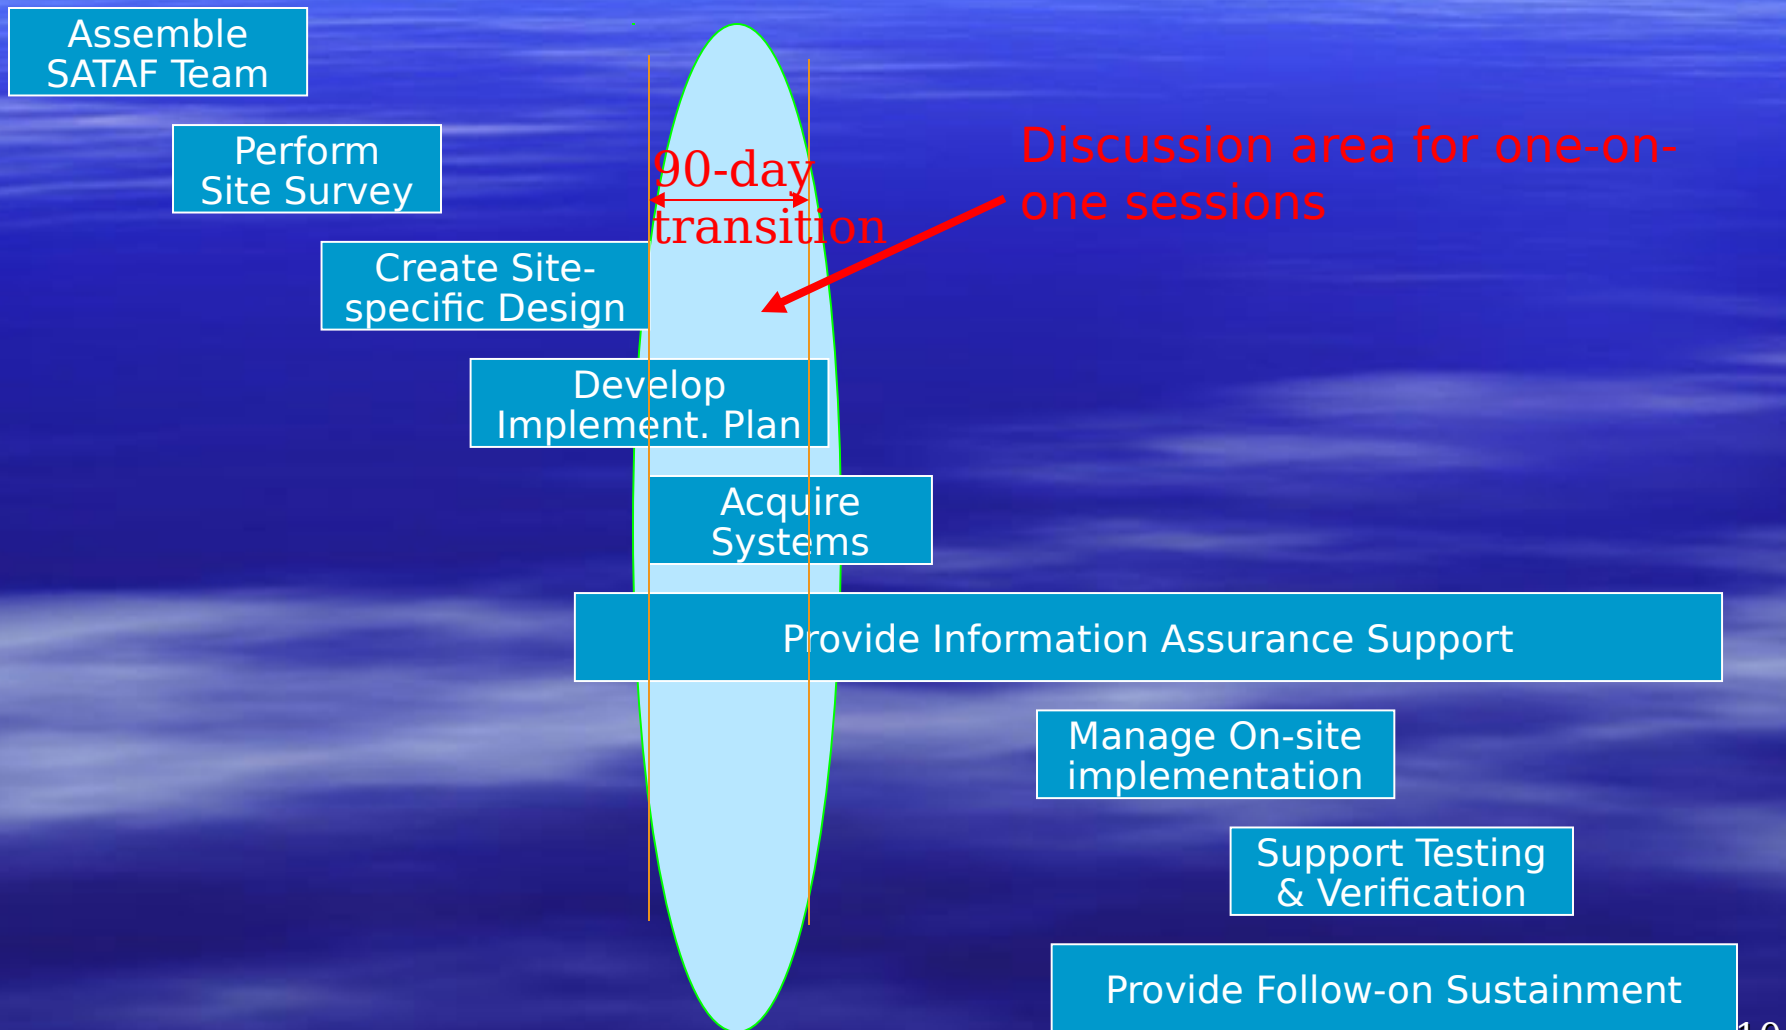 Assemble
SATAF Team
Perform
Site Survey
90-day
transition
Discussion area for one-on-
one sessions
Create Site-
specific Design
Develop
Implement. Plan
Acquire
Systems
Provide Information Assurance Support
Manage On-site
implementation
Support Testing
& Verification
Provide Follow-on Sustainment